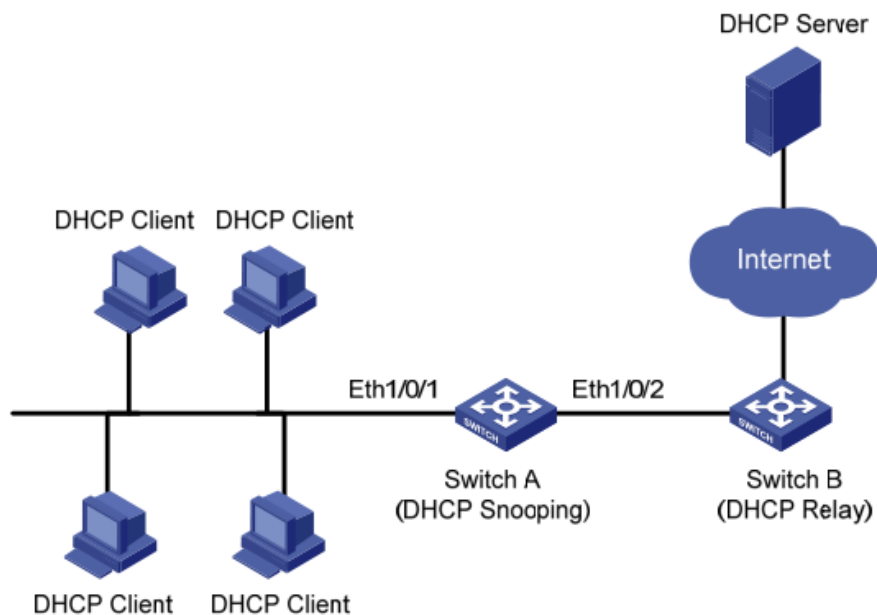 DHCP Server
DHCP Client
DHCP Client
Internet
Eth1/0/1
Eth1/0/2
SWITCH
SWITCH
Switch A
(DHCP Snooping)
Switch B
(DHCP Relay)
DHCP Client
DHCP Client